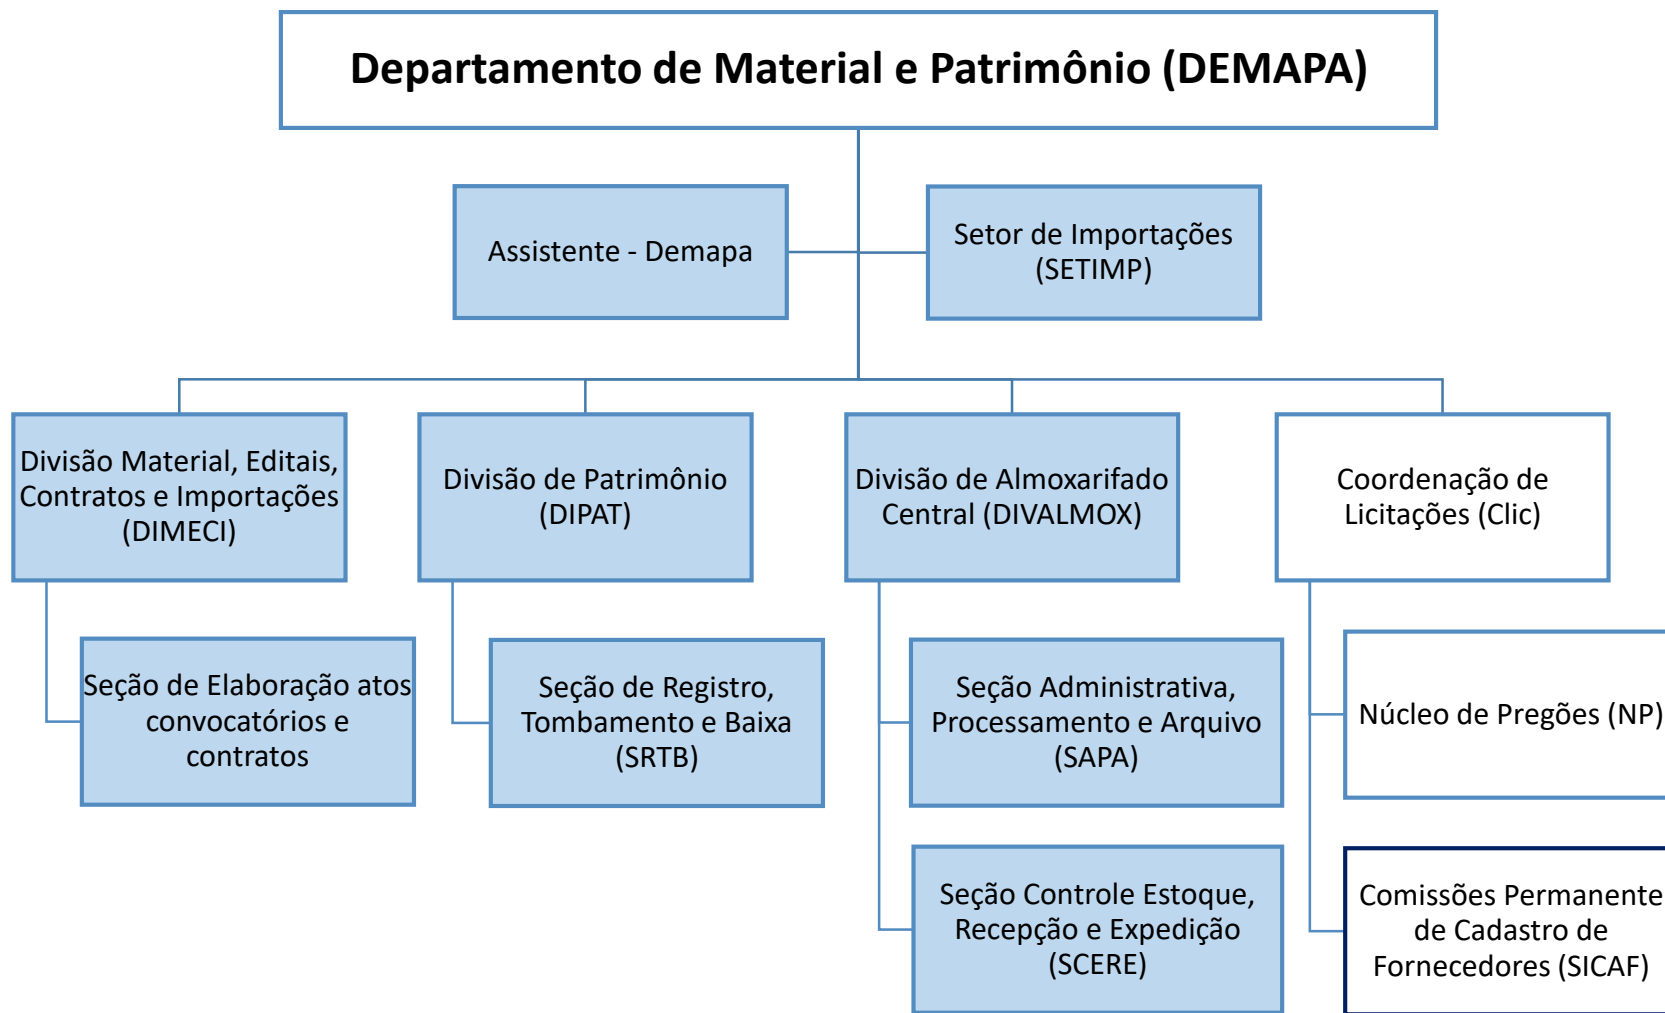 Departamento de Material e Patrimônio (DEMAPA)
Assistente - Demapa
Setor de Importações
(SETIMP)
Divisão Material, Editais,
Contratos e Importações
(DIMECI)
Divisão de Patrimônio
(DIPAT)
Divisão de Almoxarifado
Central (DIVALMOX)
Coordenação de
Licitações (Clic)
Seção de Elaboração atos
convocatórios e
contratos
Seção de Registro,
Tombamento e Baixa
(SRTB)
Seção Administrativa,
Processamento e Arquivo
(SAPA)
Núcleo de Pregões (NP)
Seção Controle Estoque,
Recepção e Expedição
(SCERE)
Comissões Permanente
de Cadastro de
Fornecedores (SICAF)